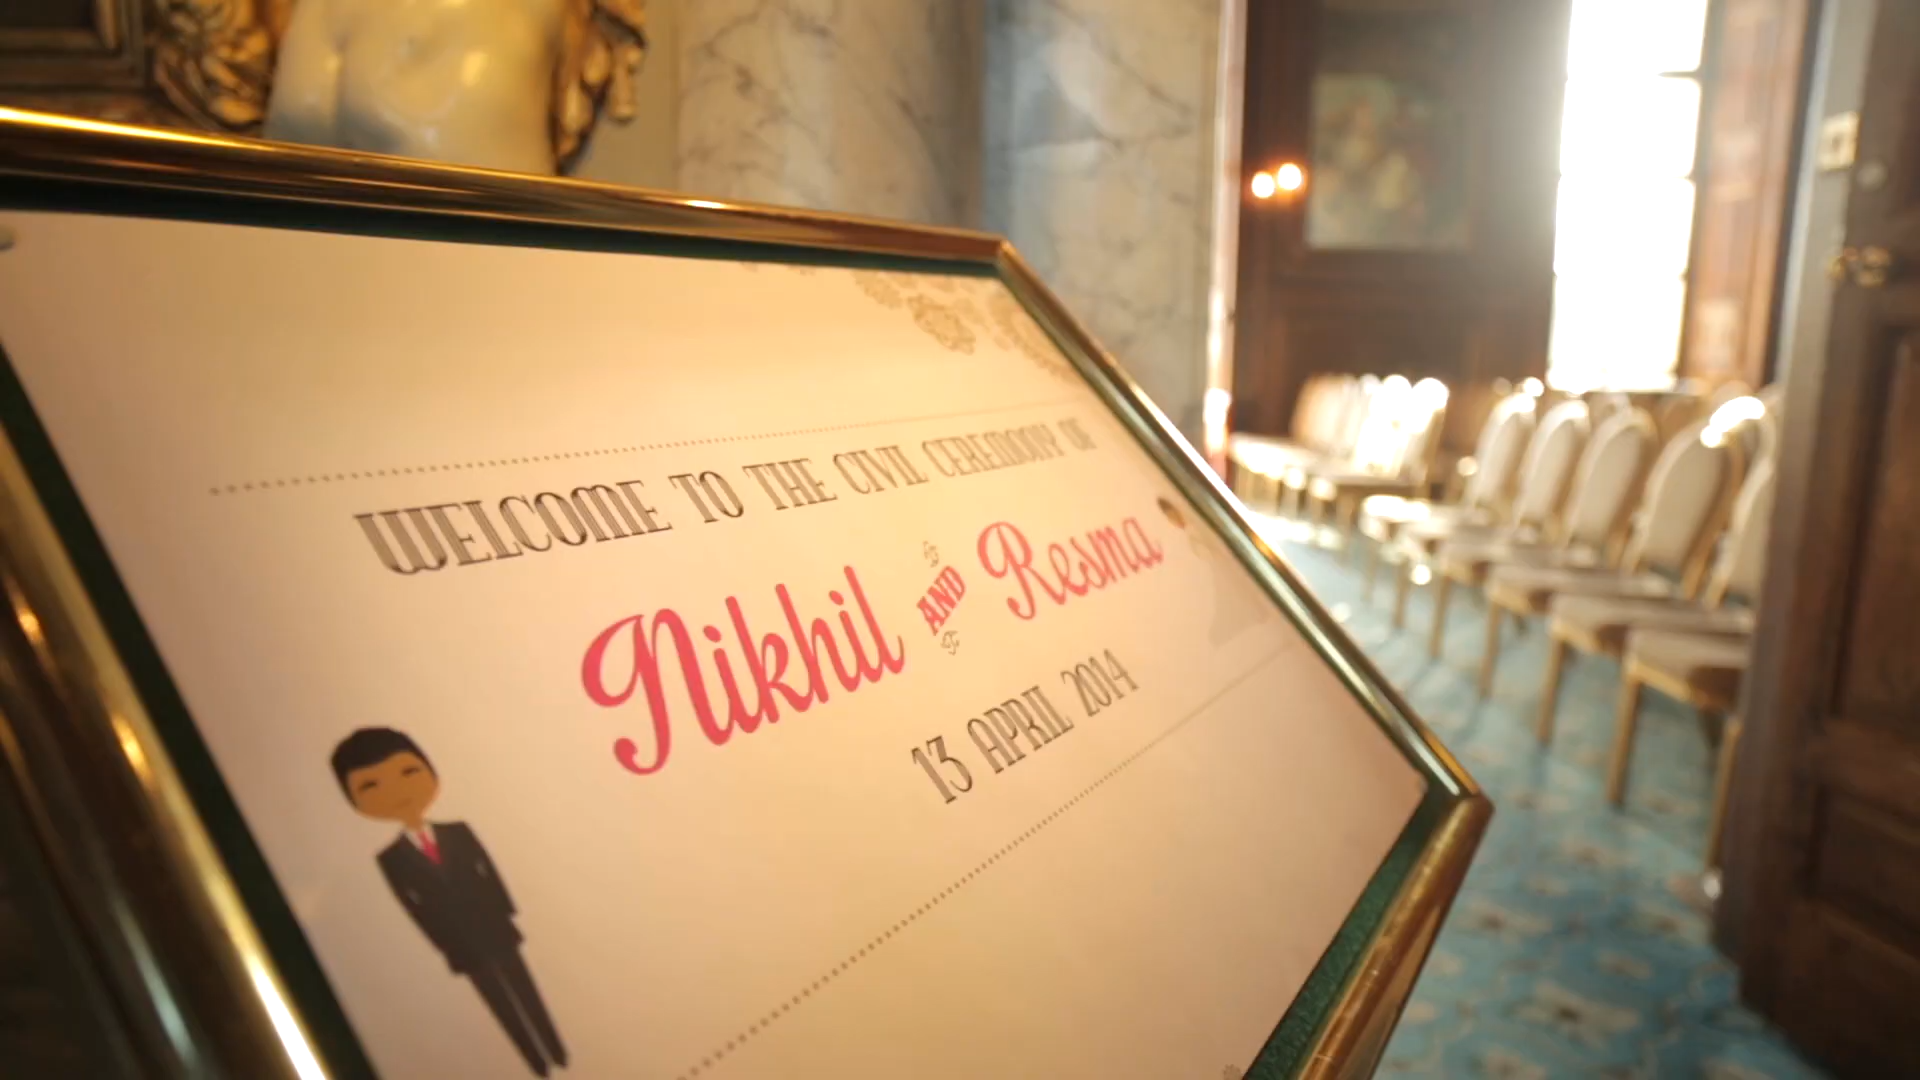 WELCOME TO THE CIVIL CEREMONY OF
Nikhil AND Resma
13 APRIL 2014